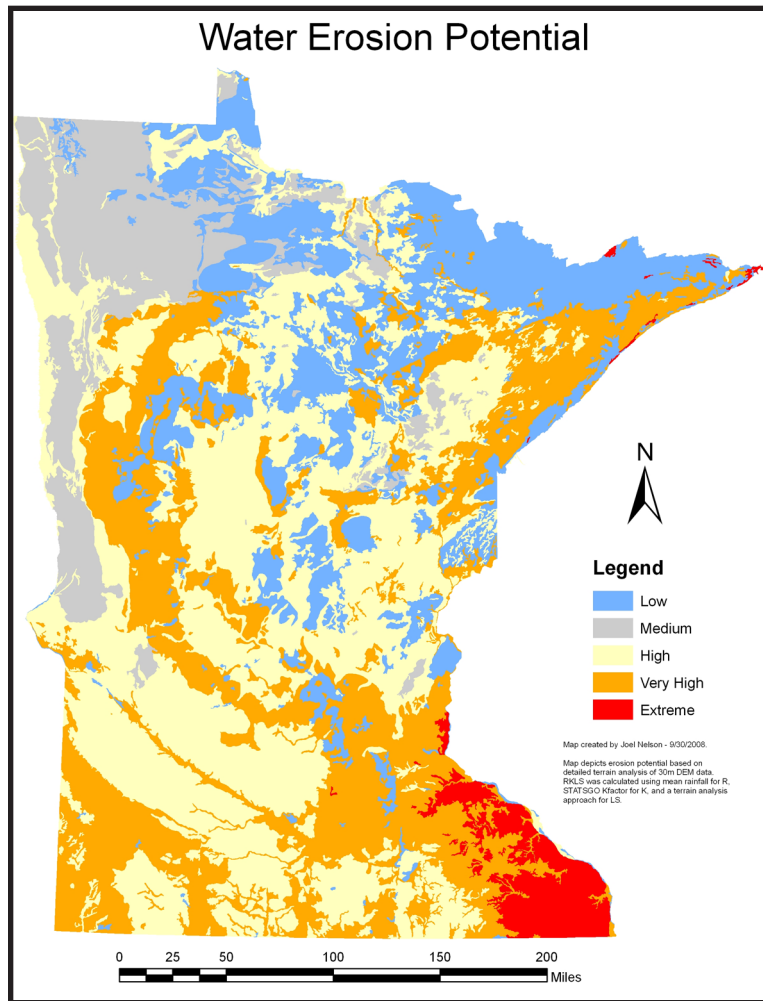 Water Erosion Potential
N
Legend
Low
Medium
High
Very High
Extreme
Map created by Joel Nelson - 9/30/2008.
Map depicts erosion potential based on
detailed terrain analysis of 30m DEM data.
RKLS was calculated using mean rainfall for R,
STATSGO Kfactor for K, and a terrain analysis
approach for LS.
0 25 50 100 150 200
Miles